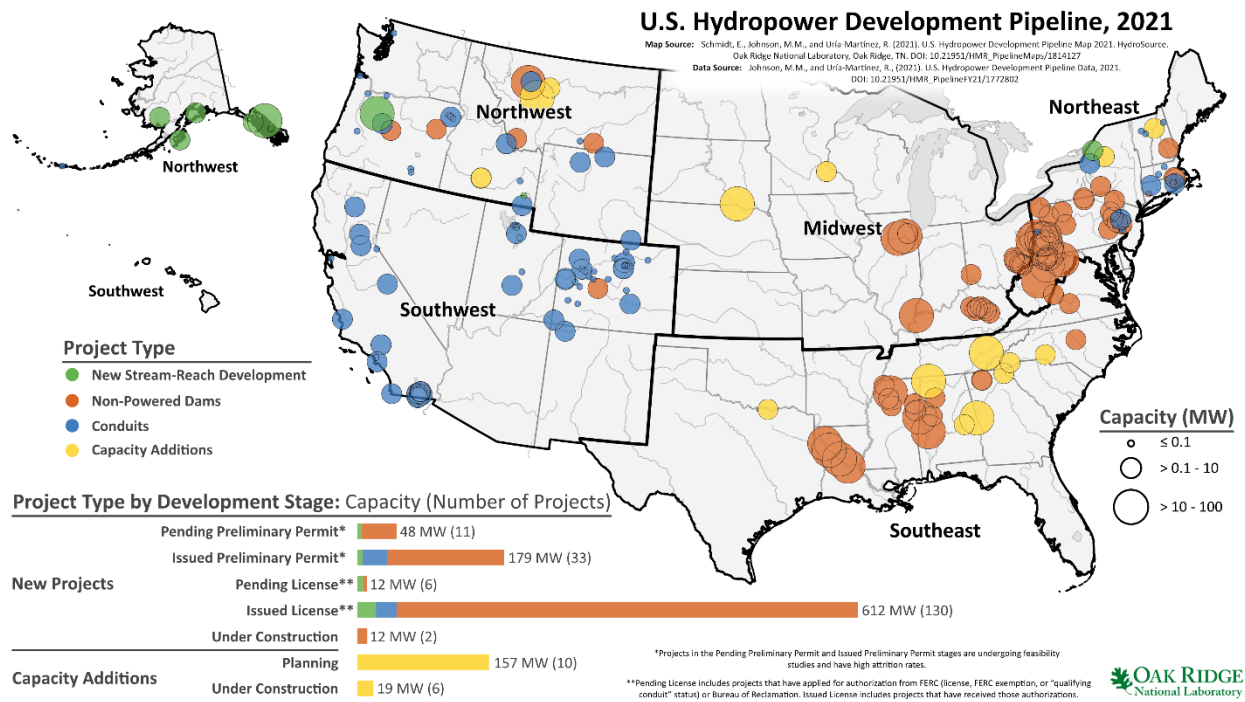 U.S. Hydropower Development Pipeline, 2021
Map Source: Schmidt, E., Johnson, M.M., and Uría-Martínez, R. (2021). U.S. Hydropower Development Pipeline Map 2021. HydroSource.
Oak Ridge National Laboratory, Oak Ridge, TN. DOI: 10.21951/HMR_PipelineMaps/1814127
Data Source: Johnson, M.M., and Uría-Martínez, R., (2021). U.S. Hydropower Development Pipeline Data, 2021.
DOI: 10.21951/HMR_PipelineFY21/1772802
Northwest
Northeast
Northwest
Midwest
Southwest
Southwest
Southeast
Project Type
New Stream-Reach Development
Non-Powered Dams
Conduits
Capacity Additions
Capacity (MW)
≤ 0.1
> 0.1 - 10
> 10 - 100
Project Type by Development Stage: Capacity (Number of Projects)
New Projects
Pending Preliminary Permit* 48 MW (11)
Issued Preliminary Permit* 179 MW (33)
Pending License** 12 MW (6)
Issued License** 612 MW (130)
Under Construction 12 MW (2)
Capacity Additions
Planning 157 MW (10)
Under Construction 19 MW (6)
*Projects in the Pending Preliminary Permit and Issued Preliminary Permit stages are undergoing feasibility
studies and have high attrition rates.
**Pending License includes projects that have applied for authorization from FERC (license, FERC exemption, or "qualifying
conduit" status) or Bureau of Reclamation. Issued License includes projects that have received those authorizations.
OAK RIDGE
National Laboratory